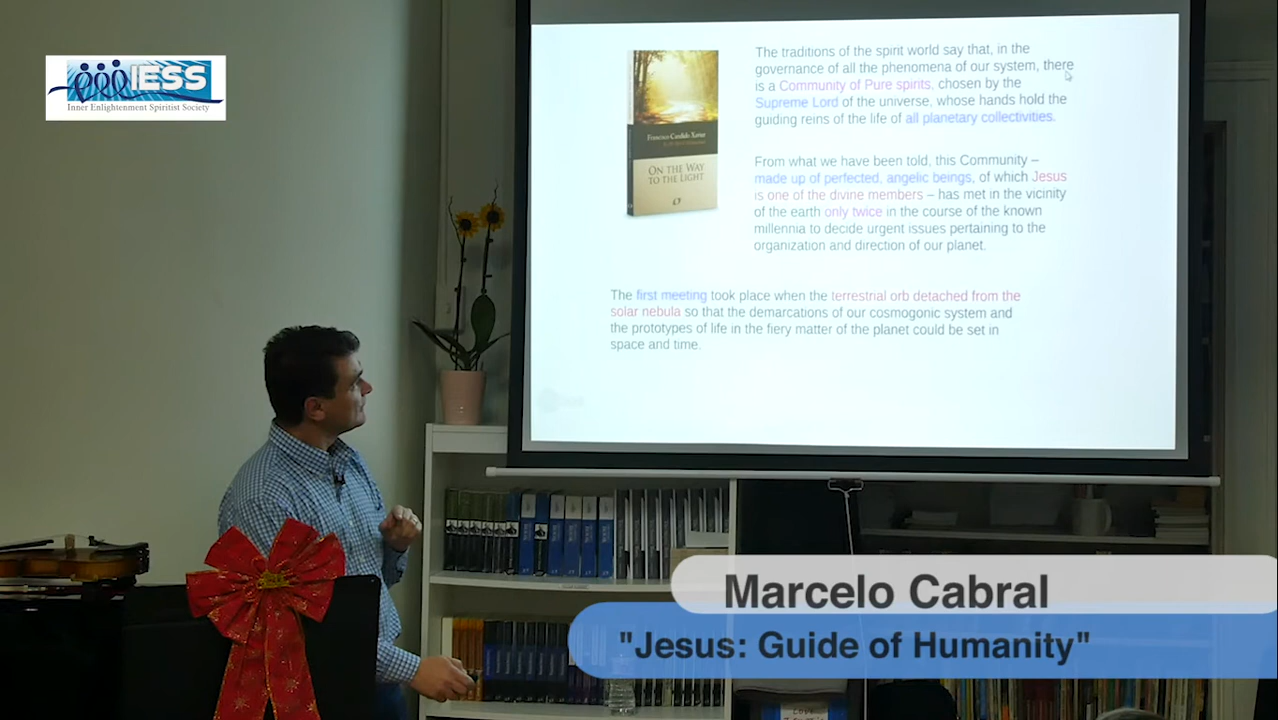 IESS
Inner Enlightenment Spiritist Society
The traditions of the spirit world say that, in the
governance of all the phenomena of our system, there
is a Community of Pure spirits, chosen by the
Supreme Lord of the universe, whose hands hold the
guiding reins of the life of all planetary collectivities.
Francisco Candido Xavier
ON THE WAY
TO THE LIGHT
From what we have been told, this Community –
made up of perfected, angelic beings, of which Jesus
is one of the divine members – has met in the vicinity
of the earth only twice in the course of the known
millennia to decide urgent issues pertaining to the
organization and direction of our planet.
The first meeting took place when the terrestrial orb detached from the
solar nebula so that the demarcations of our cosmogonic system and
the prototypes of life in the fiery matter of the planet could be set in
space and time.
Marcelo Cabral
"Jesus: Guide of Humanity"